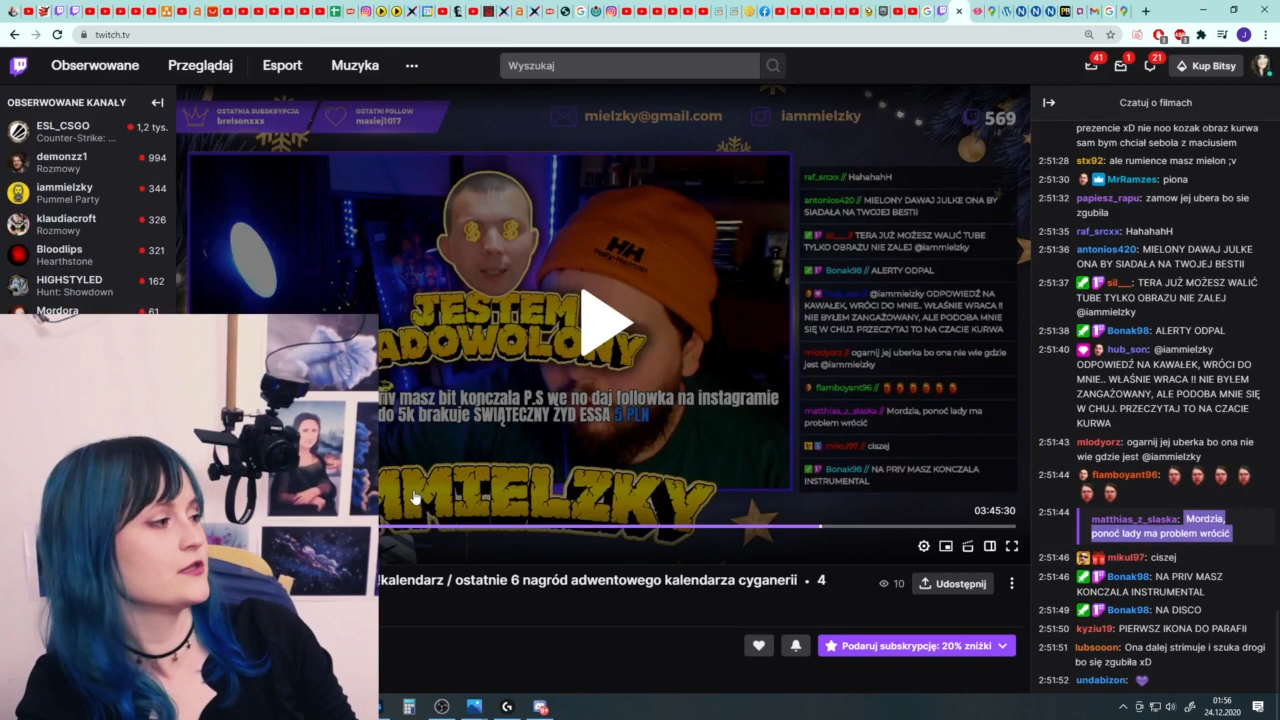 twitch.tv
Obserwowane
Przeglądaj
Esport
Muzyka
Wyszukaj
41
1
21
Kup Bitsy
OBSERWOWANE KANAŁY
ESL_CSGO
1,2 tys.
Counter-Strike: ...
demonzz1
994
Rozmowy
iammielzky
344
Pummel Party
klaudiacroft
326
Rozmowy
Bloodlips
321
Hearthstone
HIGHSTYLED
162
Hunt: Showdown
Mordora
61
OSTATNIA SUBSKRYPCJA
brelsonxxx
OSTATNI FOLLOW
masiej1017
mielzky@gmail.com
iammielzky
569
HH
Helly-Hansen
JESTEM
ADOWOLONY
priv masz bit konczala P.S we no daj followka na instagramie
do 5k brakuje ŚWIĄTECZNY ŻYD ESSA 5 PLN
MMIELZKY
raf_srcxx // HahahahH
antonios420 // MIELONY DAWAJ JULKE ONA BY
SIADAŁA NA TWOJEJ BESTII
sil___// TERA JUŻ MOŻESZ WALIĆ TUBE
TYLKO OBRAZU NIE ZALEJ @iammielzky
Bonak98 // ALERTY ODPAL
hub_son // @iammielzky ODPOWIEDŹ NA
KAWAŁEK, WRÓCI DO MNIE.. WŁAŚNIE WRACA !!
NIE BYŁEM ZANGAŻOWANY, ALE PODOBA MNIE
SIĘ W CHUJ. PRZECZYTAJ TO NA CZACIE KURWA
mlodyorz // ogarnij jej uberka bo ona nie wie gdzie
jest @iammielzky
flamboyant96 //
matthias_z_slaska // Mordzia, ponoć lady ma
problem wrócić
mikul97 // ciszej
Bonak98 // NA PRIV MASZ KONCZALA
INSTRUMENTAL
03:45:30
!kalendarz / ostatnie 6 nagród adwentowego kalendarza cyganerii • 4
10
Udostępnij
Podaruj subskrypcję: 20% zniżki
Czatuj o filmach
prezencie xD nie noo kozak obraz kurwa
sam bym chciał sebola z maciusiem
2:51:28 stx92: ale rumience masz mielon ;v
2:51:30 MrRamzes: piona
2:51:32 papiesz_rapu: zamow jej ubera bo sie
zgubila
2:51:35 raf_srcxx: HahahahH
2:51:36 antonios420: MIELONY DAWAJ JULKE
ONA BY SIADAŁA NA TWOJEJ BESTII
2:51:37 sil___: TERA JUŻ MOŻESZ WALIĆ
TUBE TYLKO OBRAZU NIE ZALEJ
@iammielzky
2:51:38 Bonak98: ALERTY ODPAL
2:51:40 hub_son: @iammielzky
ODPOWIEDŹ NA KAWAŁEK, WRÓCI DO
MNIE.. WŁAŚNIE WRACA !! NIE BYŁEM
ZANGAŻOWANY, ALE PODOBA MNIE SIĘ
W CHUJ. PRZECZYTAJ TO NA CZACIE
KURWA
2:51:43 mlodyorz: ogarnij jej uberka bo ona nie
wie gdzie jest @iammielzky
2:51:44 flamboyant96:
2:51:44 matthias_z_slaska: Mordzia,
ponoć lady ma problem wrócić
2:51:46 mikul97: ciszej
2:51:46 Bonak98: NA PRIV MASZ
KONCZALA INSTRUMENTAL
2:51:49 Bonak98: NA DISCO
2:51:50 kyziu19: PIERWSZ IKONA DO PARAFII
2:51:51 lubsooon: Ona dalej strimuje i szuka drogi
bo się zgubiła xD
2:51:52 undabizon:
01:56
24.12.2020